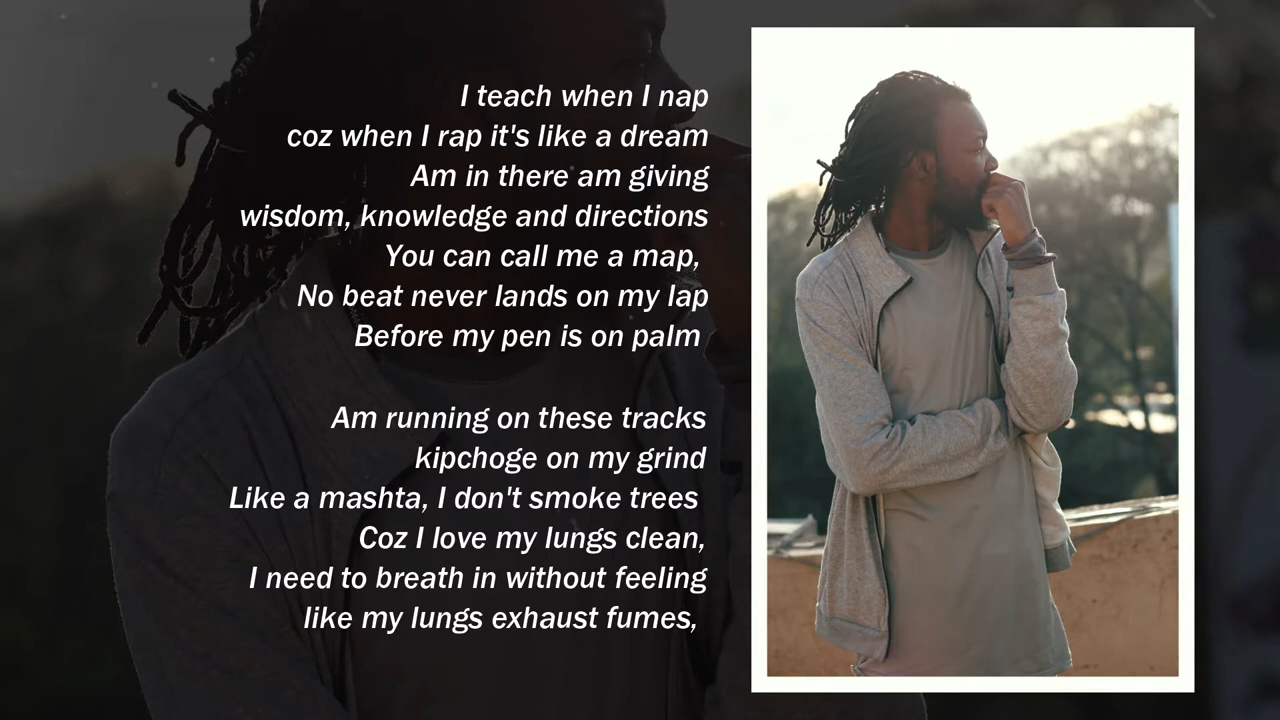 I teach when I nap
coz when I rap it's like a dream
Am in there am giving
wisdom, knowledge and directions
You can call me a map,
No beat never lands on my lap
Before my pen is on palm
Am running on these tracks
kipchoge on my grind
Like a mashta, I don't smoke trees
Coz I love my lungs clean,
I need to breath in without feeling
like my lungs exhaust fumes,